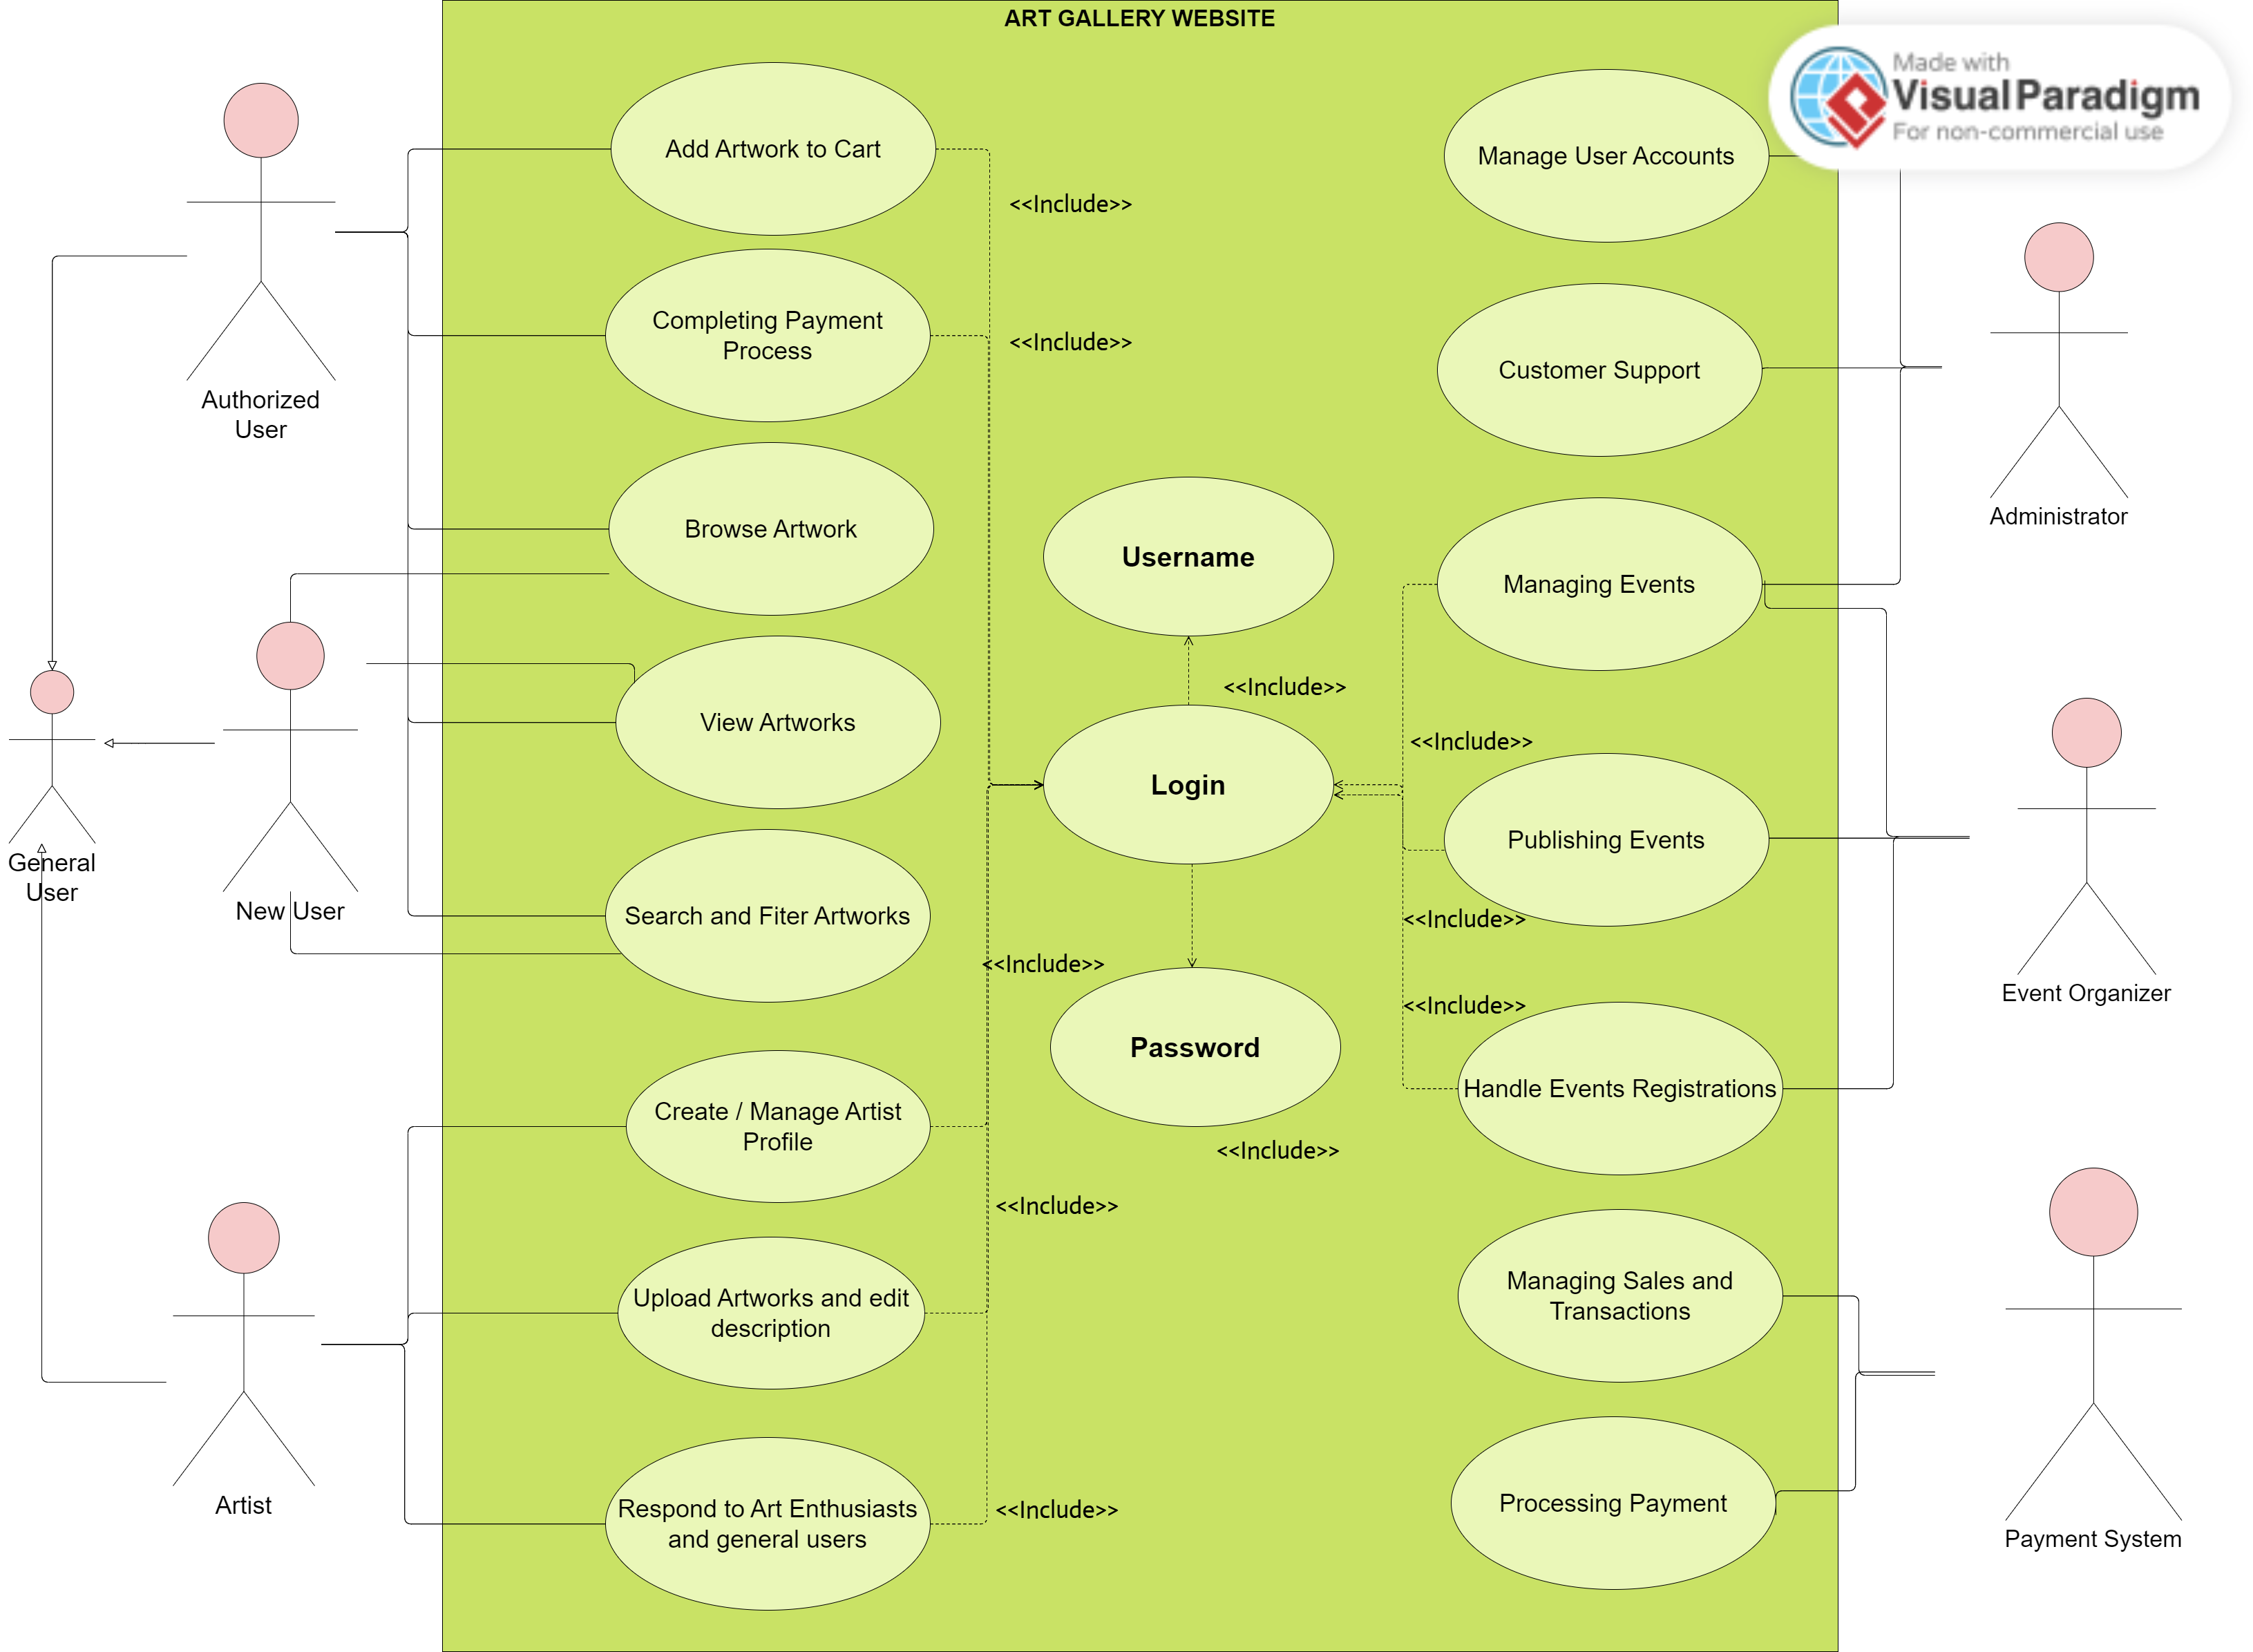 ART GALLERY WEBSITE
Made with
Visual Paradigm
For non-commercial use
Add Artwork to Cart
Manage User Accounts
<<Include>>
Completing Payment
Process
<<Include>>
Customer Support
Authorized
User
Administrator
Browse Artwork
Username
Managing Events
<<Include>>
View Artworks
<<Include>>
Login
Publishing Events
General
User
New User
Search and Fiter Artworks
<<Include>>
<<Include>>
Event Organizer
<<Include>>
Password
Handle Events Registrations
Create / Manage Artist
Profile
<<Include>>
<<Include>>
Upload Artworks and edit
description
Managing Sales and
Transactions
Artist
Respond to Art Enthusiasts
and general users
<<Include>>
Processing Payment
Payment System